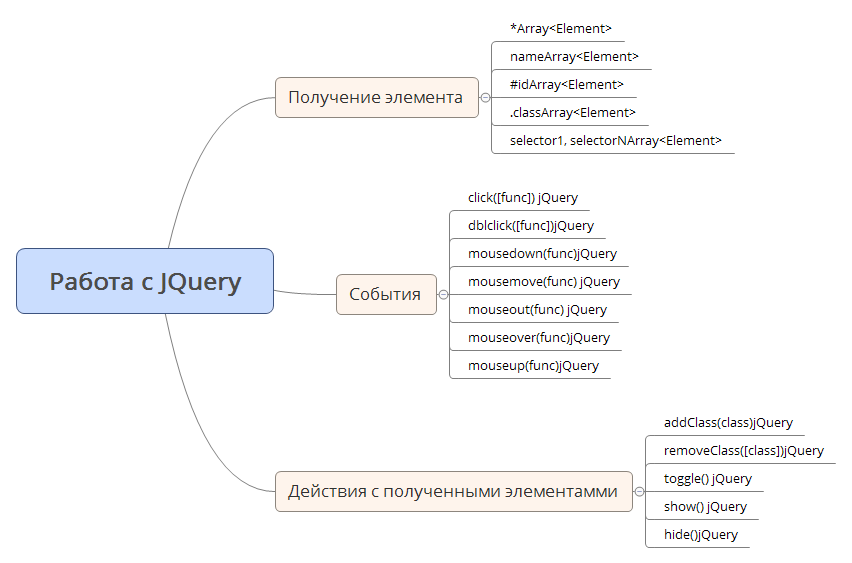 *Array<Element>
nameArray<Element>
Получение элемента
#idArray<Element>
.classArray<Element>
selector1, selectorNArray<Element>
Работа с JQuery
click([func]) jQuery
dblclick([func])jQuery
mousedown(func)jQuery
События
mousemove(func) jQuery
mouseout(func) jQuery
mouseover(func)jQuery
mouseup(func)jQuery
Действия с полученными элементамми
addClass(class)jQuery
removeClass([class])jQuery
toggle() jQuery
show() jQuery
hide()jQuery